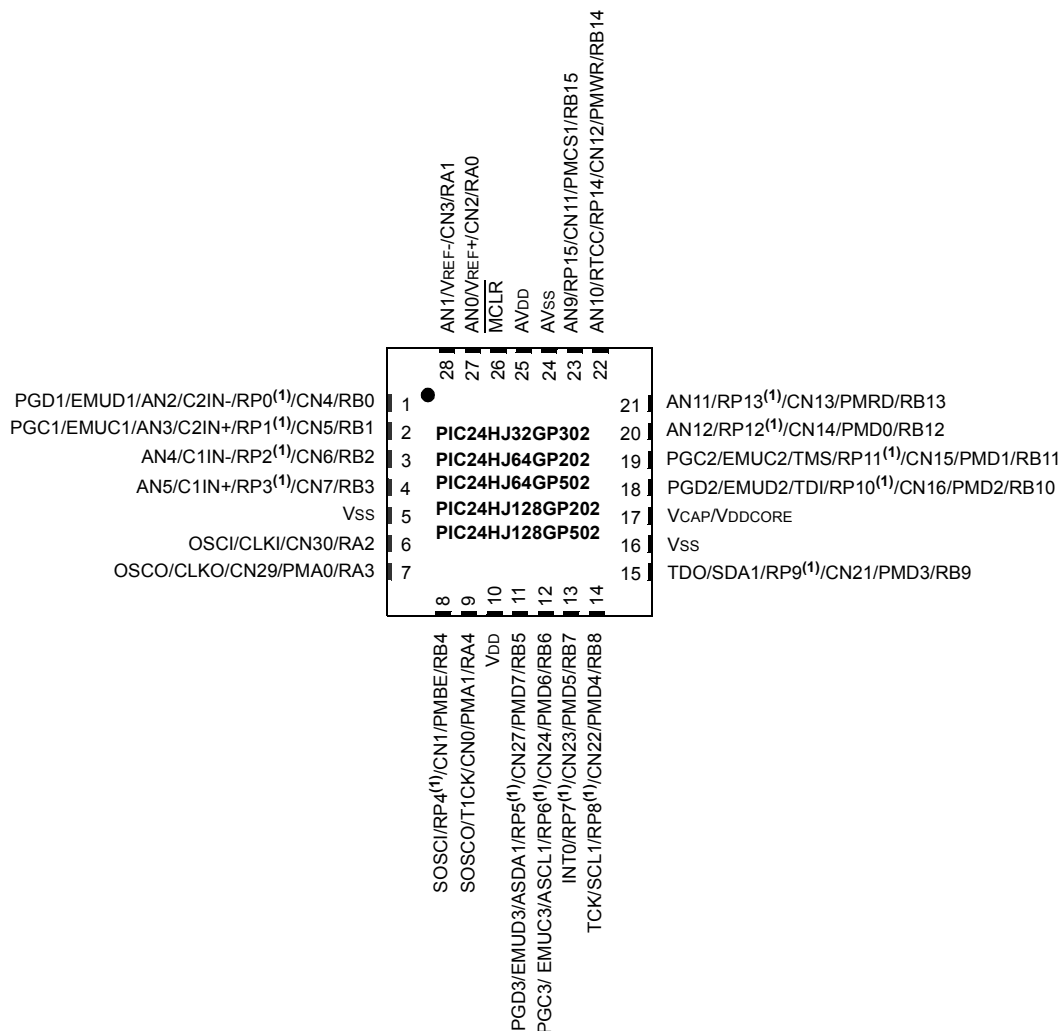 AN1/VREF-/CN3/RA1
AN0/VREF+/CN2/RA0
MCLR
AVDD
AVSS
AN9/RP15/CN11/PMCS1/RB15
AN10/RTCC/RP14/CN12/PMWR/RB14
28
27
26
25
24
23
22
PGD1/EMUD1/AN2/C2IN-/RP0(1)/CN4/RB0
1
PGC1/EMUC1/AN3/C2IN+/RP1(1)/CN5/RB1
2
AN4/C1IN-/RP2(1)/CN6/RB2
3
AN5/C1IN+/RP3(1)/CN7/RB3
4
VSS
5
OSCI/CLKI/CN30/RA2
6
OSCO/CLKO/CN29/PMA0/RA3
7
PIC24HJ32GP302
PIC24HJ64GP202
PIC24HJ64GP502
PIC24HJ128GP202
PIC24HJ128GP502
21
AN11/RP13(1)/CN13/PMRD/RB13
20
AN12/RP12(1)/CN14/PMD0/RB12
19
PGC2/EMUC2/TMS/RP11(1)/CN15/PMD1/RB11
18
PGD2/EMUD2/TDI/RP10(1)/CN16/PMD2/RB10
17
VCAP/VDDCORE
16
VSS
15
TDO/SDA1/RP9(1)/CN21/PMD3/RB9
8
9
10
11
12
13
14
SOSCI/RP4(1)/CN1/PMBE/RB4
SOSCO/T1CK/CN0/PMA1/RA4
VDD
PGD3/EMUD3/ASDA1/RP5(1)/CN27/PMD7/RB5
PGC3/ EMUC3/ASCL1/RP6(1)/CN24/PMD6/RB6
INT0/RP7(1)/CN23/PMD5/RB7
TCK/SCL1/RP8(1)/CN22/PMD4/RB8